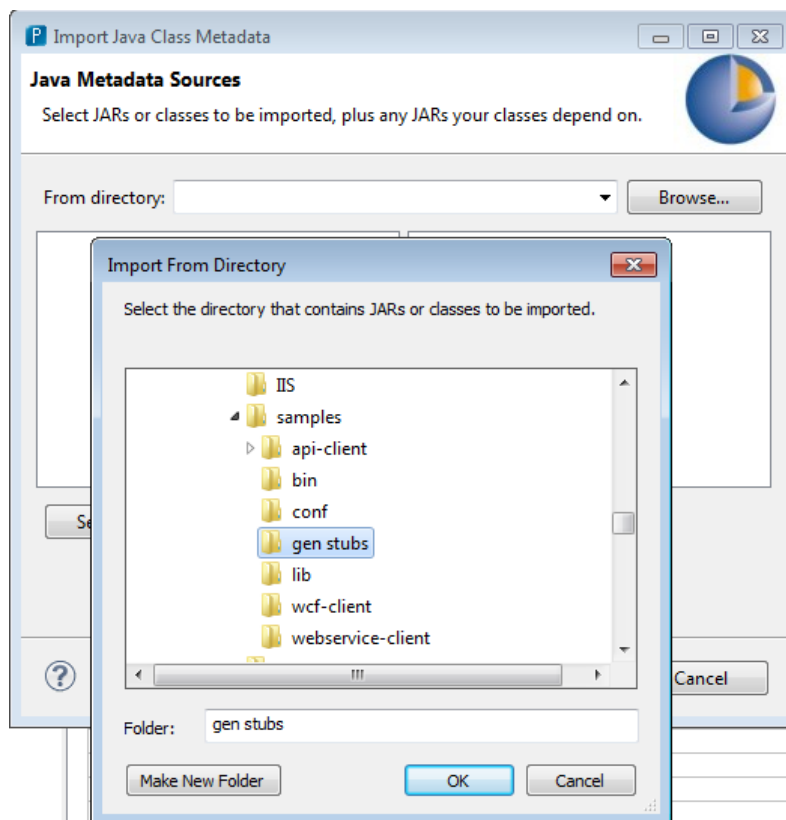 P Import Java Class Metadata
Java Metadata Sources
Select JARs or classes to be imported, plus any JARs your classes depend on.
From directory:
Browse...
Import From Directory
Select the directory that contains JARs or classes to be imported.
IIS
samples
api-client
bin
conf
gen stubs
lib
wcf-client
webservice-client
Se
?
Cancel
Folder: gen stubs
Make New Folder
OK
Cancel